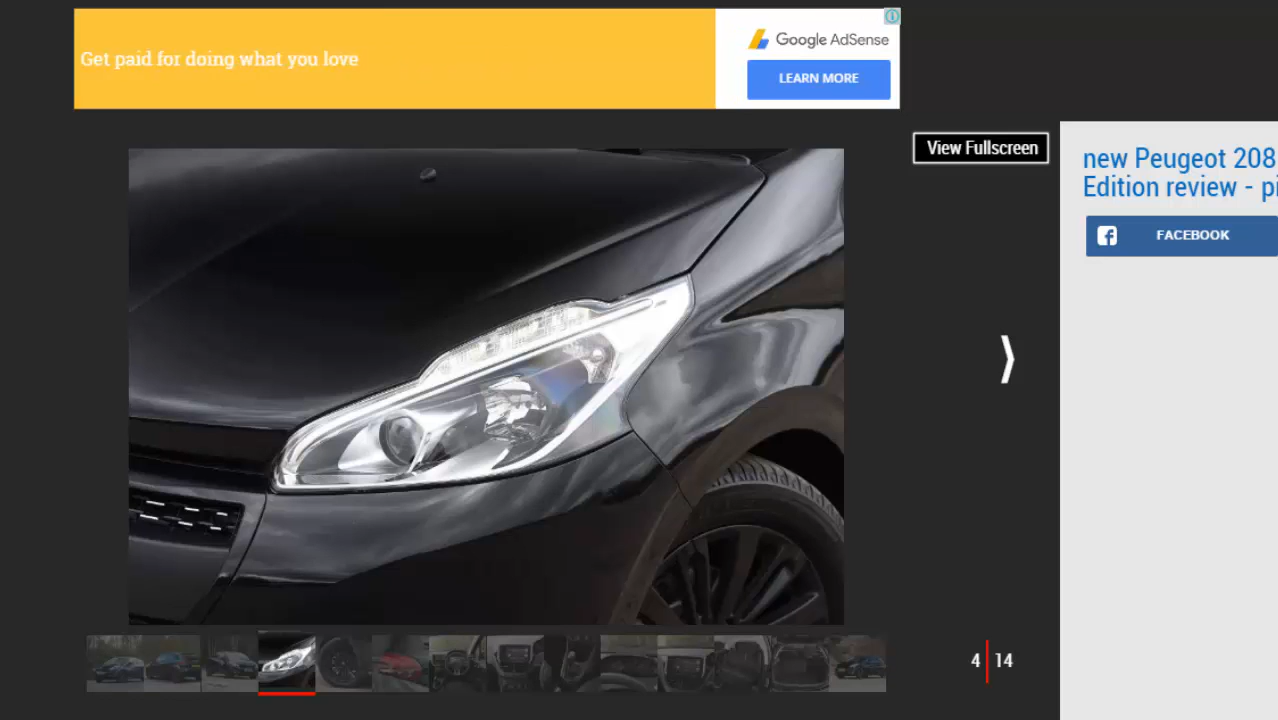 Get paid for doing what you love
Google AdSense
LEARN MORE
View Fullscreen
new Peugeot 208
Edition review - pi
FACEBOOK
4
14